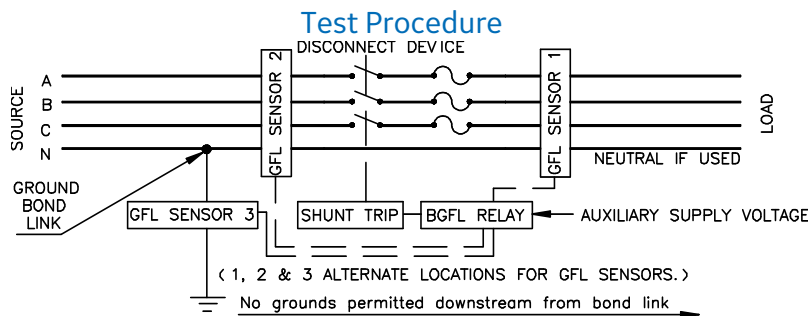 Test Procedure
DISCONNECT DEVICE
SOURCE
A
B
C
N
GFL SENSOR 2
GFL SENSOR 1
LOAD
NEUTRAL IF USED
GROUND
BOND
LINK
GFL SENSOR 3
SHUNT TRIP
BGFL RELAY
AUXILIARY SUPPLY VOLTAGE
(1, 2 & 3 ALTERNATE LOCATIONS FOR GFL SENSORS.)
No grounds permitted downstream from bond link